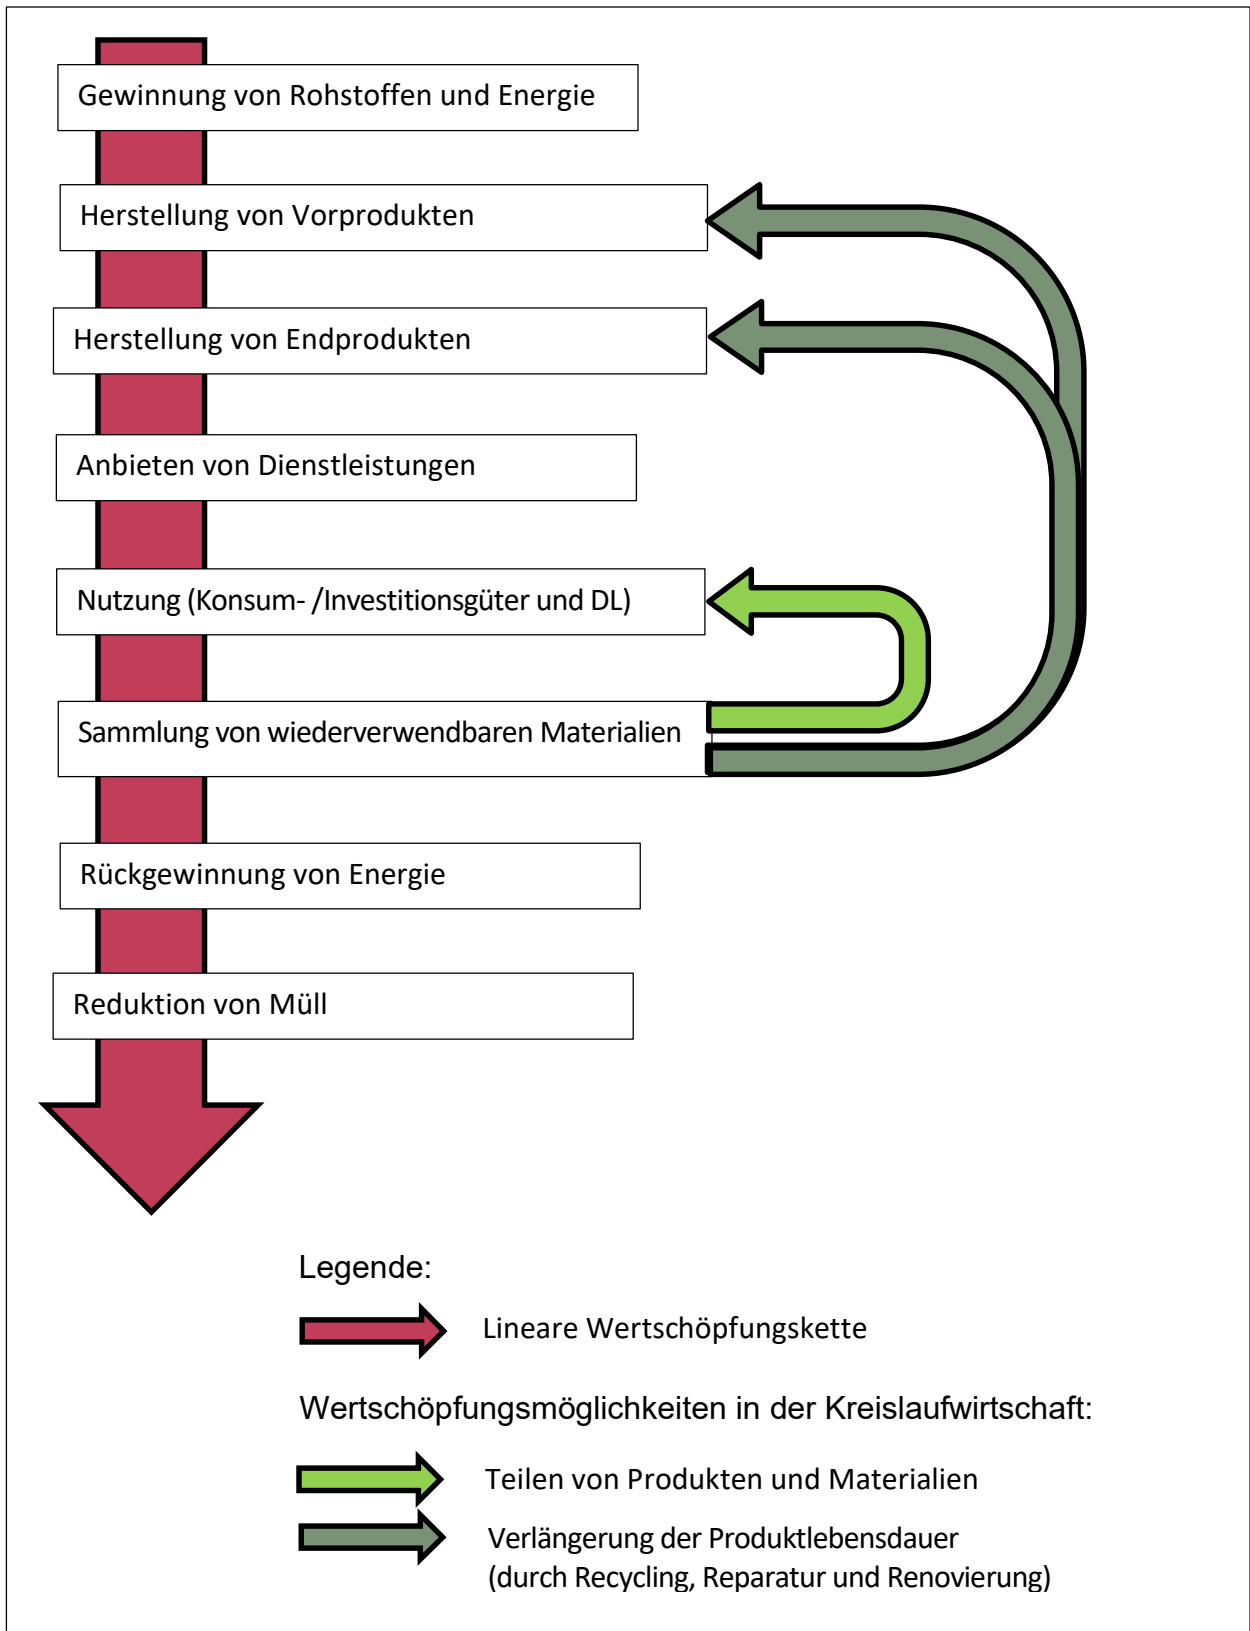 Gewinnung von Rohstoffen und Energie
Herstellung von Vorprodukten
Herstellung von Endprodukten
Anbieten von Dienstleistungen
Nutzung (Konsum- /Investitionsgüter und DL)
Sammlung von wiederverwendbaren Materialien
Rückgewinnung von Energie
Reduktion von Müll
Legende:
Lineare Wertschöpfungskette
Wertschöpfungsmöglichkeiten in der Kreislaufwirtschaft:
Teilen von Produkten und Materialien
Verlängerung der Produktlebensdauer
(durch Recycling, Reparatur und Renovierung)